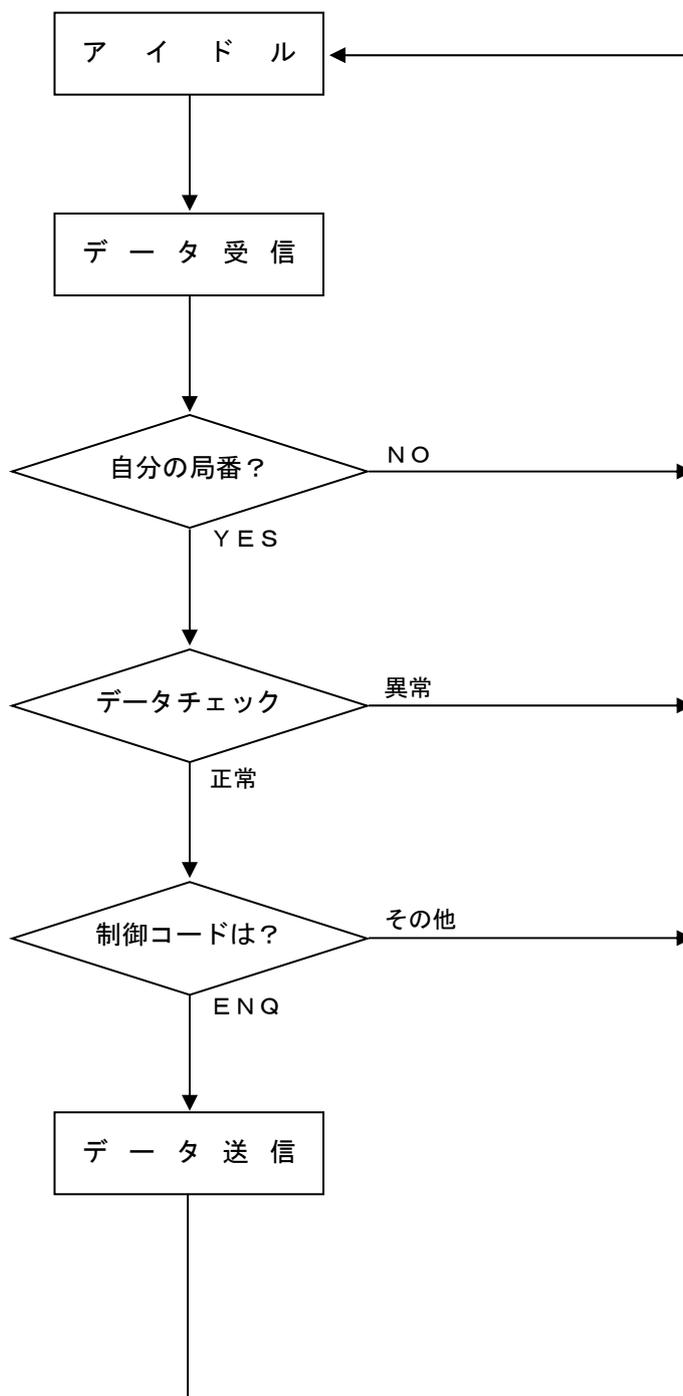 アイドル
データ受信
自分の局番？
ＮＯ
ＹＥＳ
データチェック
異常
正常
制御コードは？
その他
ＥＮＱ
データ送信